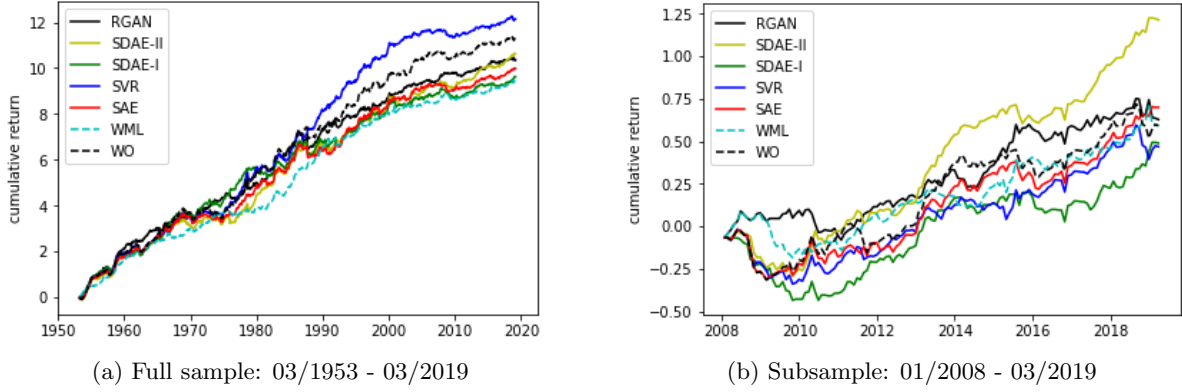 cumulative return
12
10
8
6
4
2
0
RGAN
SDAE-II
SDAE-I
SVR
SAE
WML
WO
1950 1960 1970 1980 1990 2000 2010 2020
(a) Full sample: 03/1953 - 03/2019
cumulative return
1.25
1.00
0.75
0.50
0.25
0.00
−0.25
−0.50
RGAN
SDAE-II
SDAE-I
SVR
SAE
WML
WO
2008 2010 2012 2014 2016 2018
(b) Subsample: 01/2008 - 03/2019